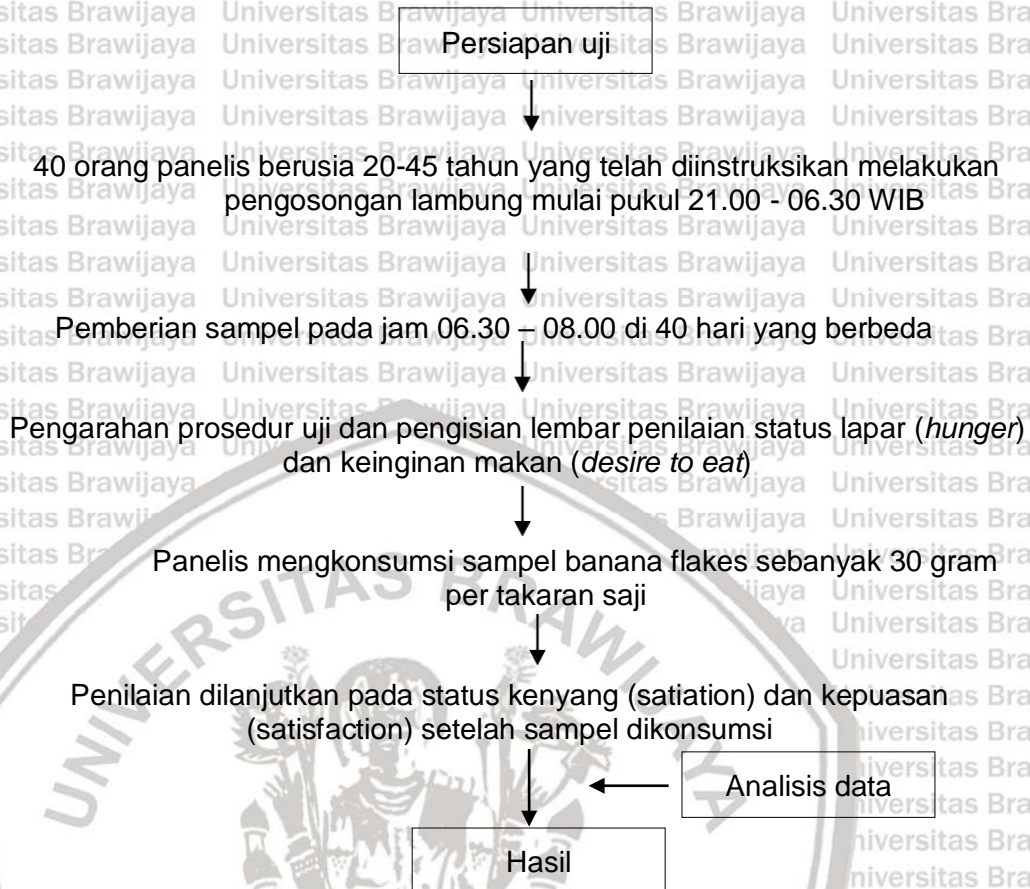 Persiapan uji
40 orang panelis berusia 20-45 tahun yang telah diinstruksikan melakukan
pengosongan lambung mulai pukul 21.00 - 06.30 WIB
Pemberian sampel pada jam 06.30 – 08.00 di 40 hari yang berbeda
Pengarahan prosedur uji dan pengisian lembar penilaian status lapar (hunger)
dan keinginan makan (desire to eat)
Panelis mengkonsumsi sampel banana flakes sebanyak 30 gram
per takaran saji
Penilaian dilanjutkan pada status kenyang (satiation) dan kepuasan
(satisfaction) setelah sampel dikonsumsi
Analisis data
Hasil
UNIVERSITAS BRAWIJAYA